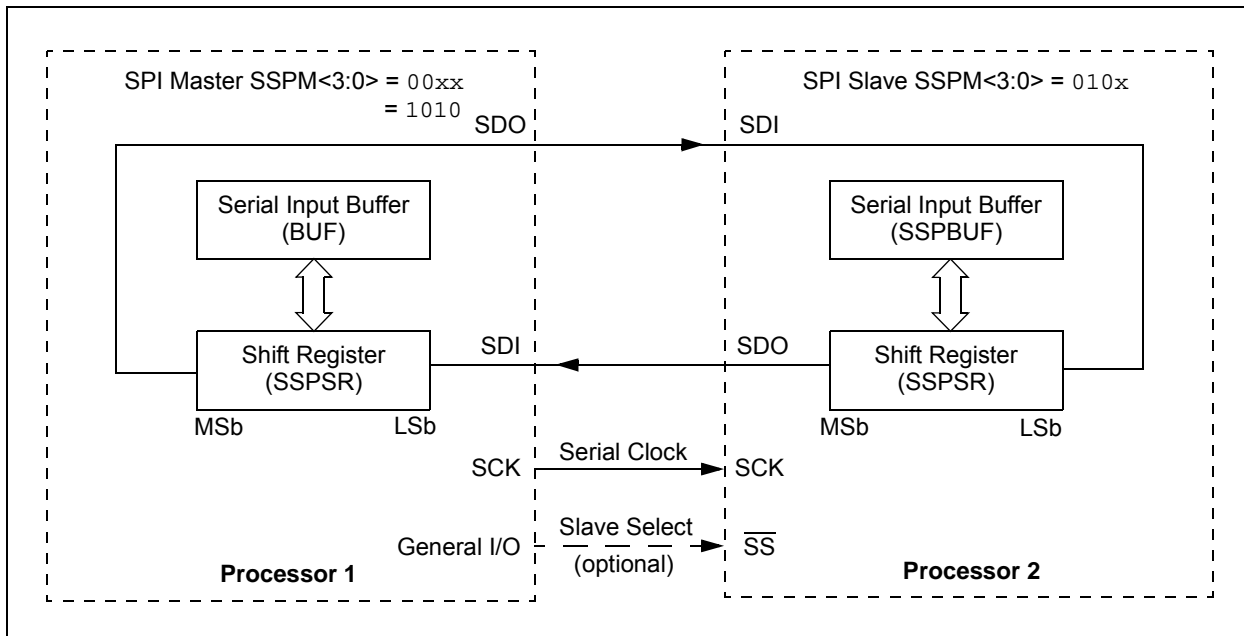 SPI Master SSPM<3:0> = 00xx
= 1010
SDO
Serial Input Buffer
(BUF)
Shift Register
(SSPSR)
MSb
LSb
SDI
SCK
General I/O
Processor 1
Serial Clock
Slave Select
(optional)
SPI Slave SSPM<3:0> = 010x
SDI
Serial Input Buffer
(SSPBUF)
SDO
Shift Register
(SSPSR)
MSb
LSb
SCK
S̅S̅
Processor 2